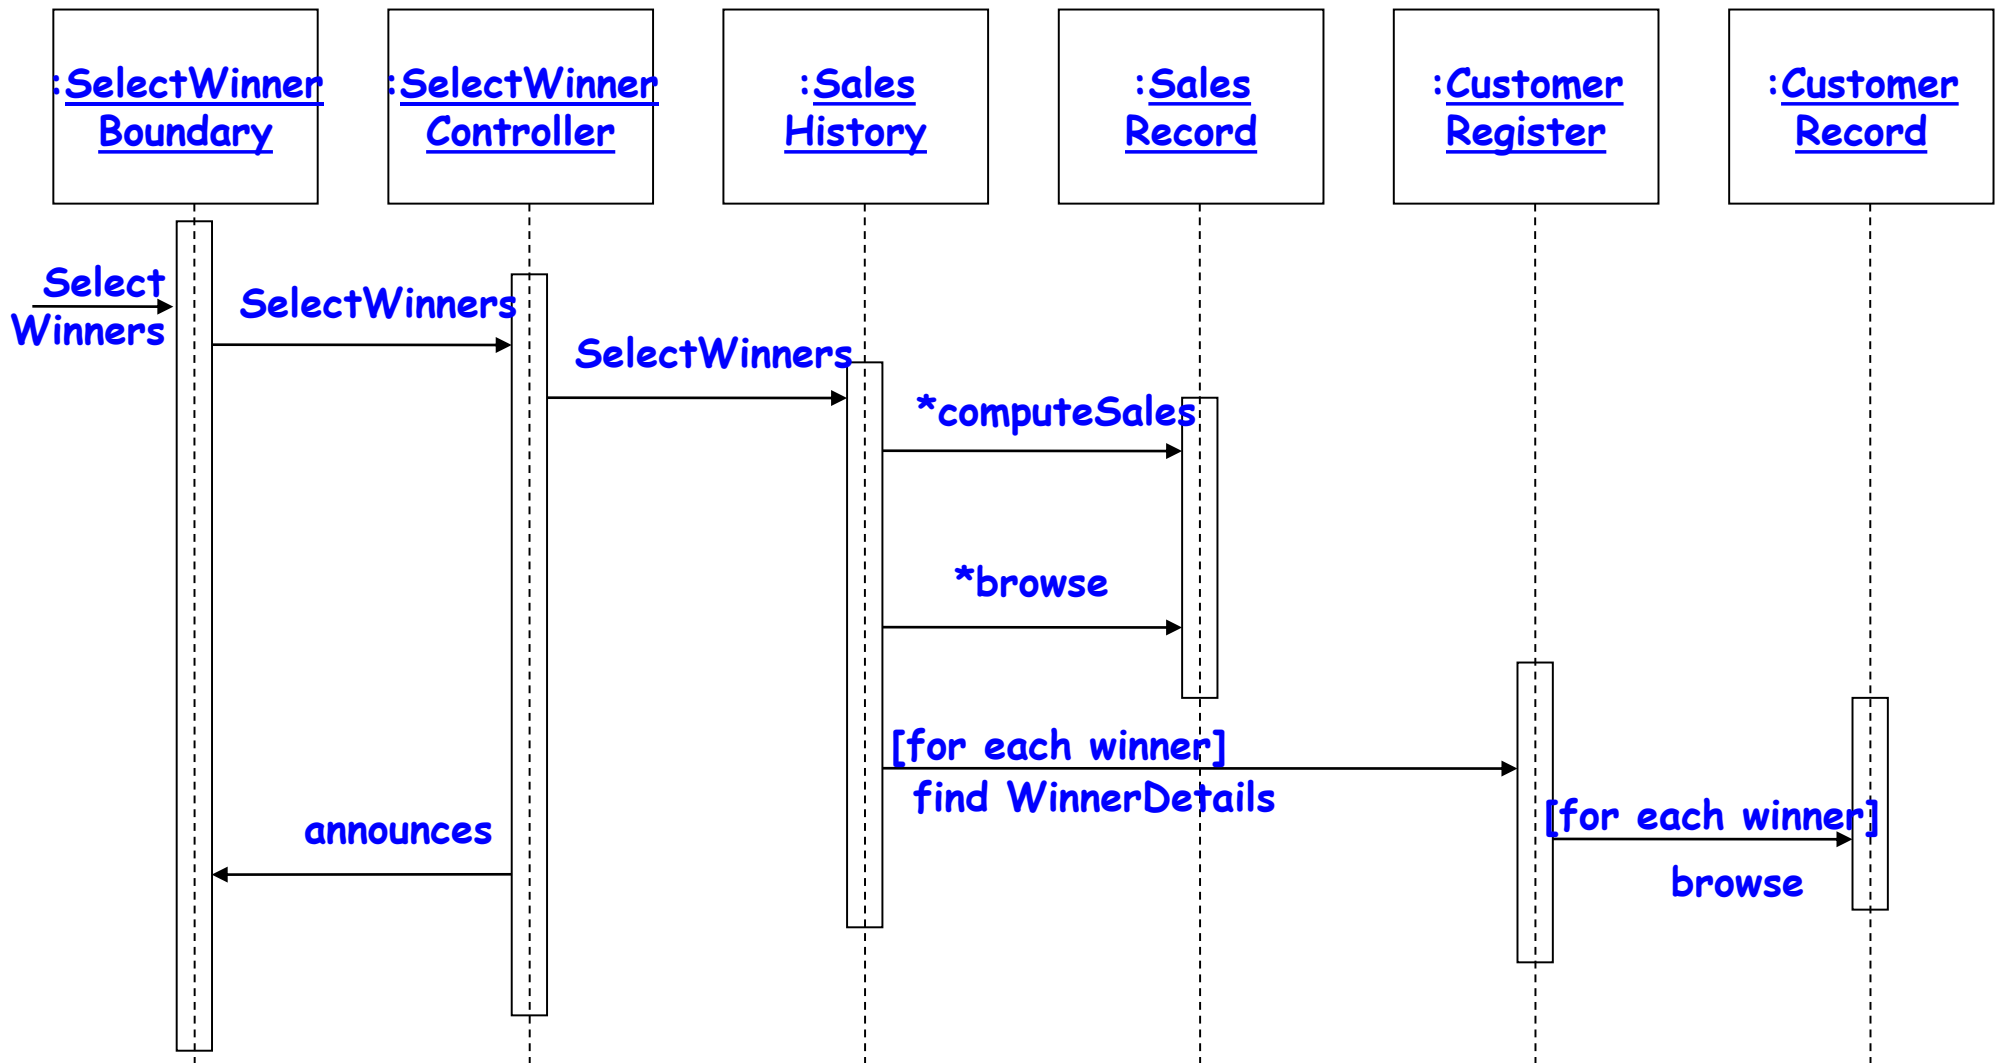 :SelectWinner
Boundary
:SelectWinner
Controller
:Sales
History
:Sales
Record
:Customer
Register
:Customer
Record
Select
Winners
SelectWinners
SelectWinners
*computeSales
*browse
[for each winner]
find WinnerDetails
[for each winner]
browse
announces